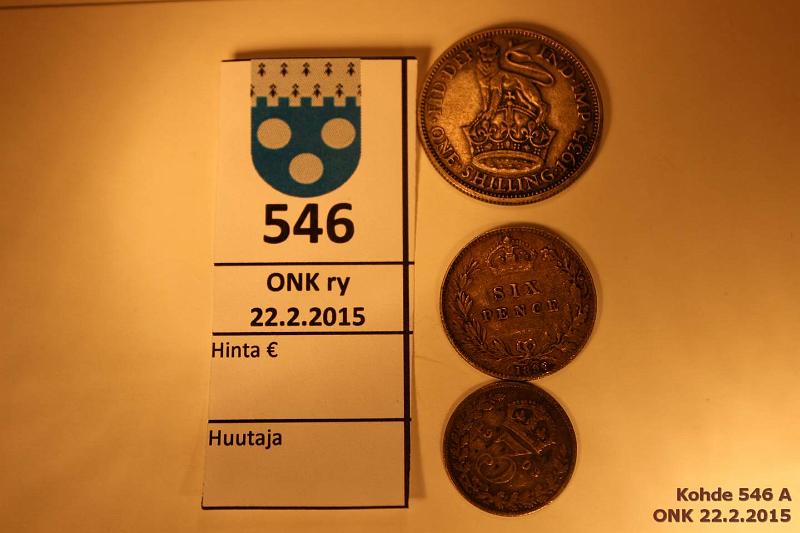 546
ONK ry
22.2.2015
Hinta €
Huutaja
FID·DEF IND·IMP
ONE·SHILLING·1935
SIX
PENCE
3
Kohde 546 A
ONK 22.2.2015